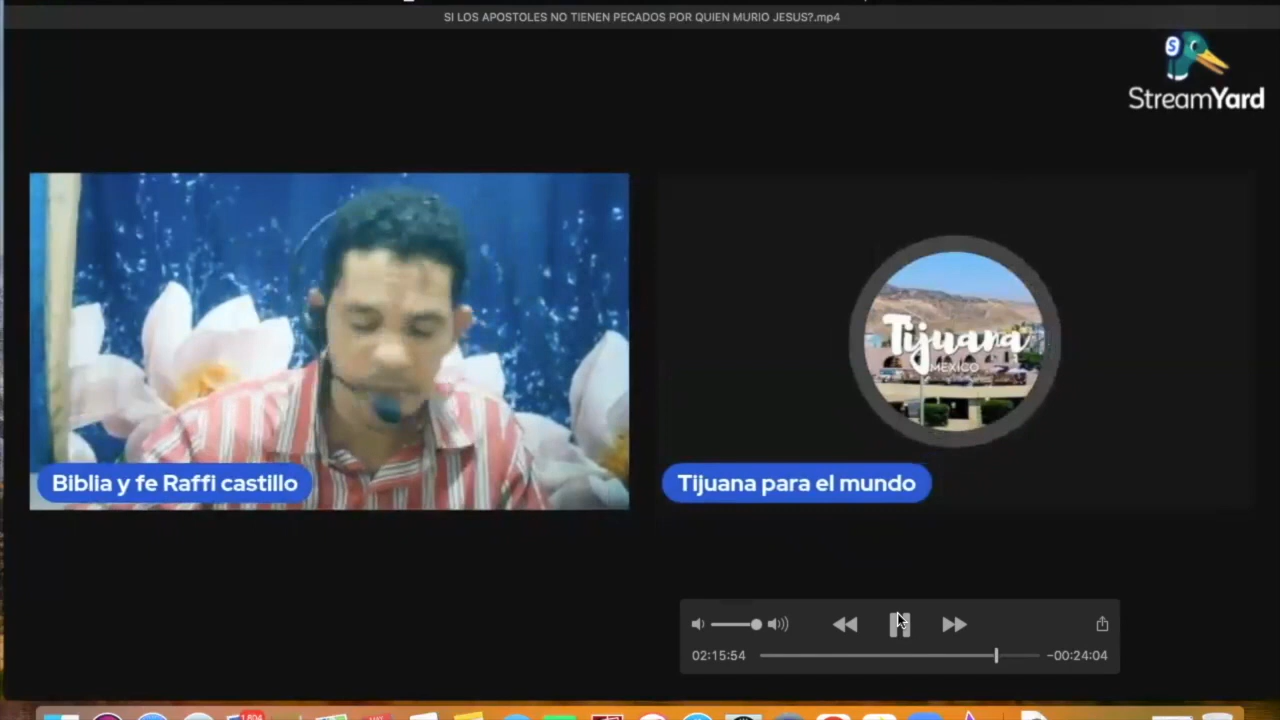 SI LOS APOSTOLES NO TIENEN PECADOS POR QUIEN MURIO JESUS?.mp4
StreamYard
Tijuana
MEXICO
Biblia y fe Raffi castillo
Tijuana para el mundo
02:15:54
-00:24:04
1804